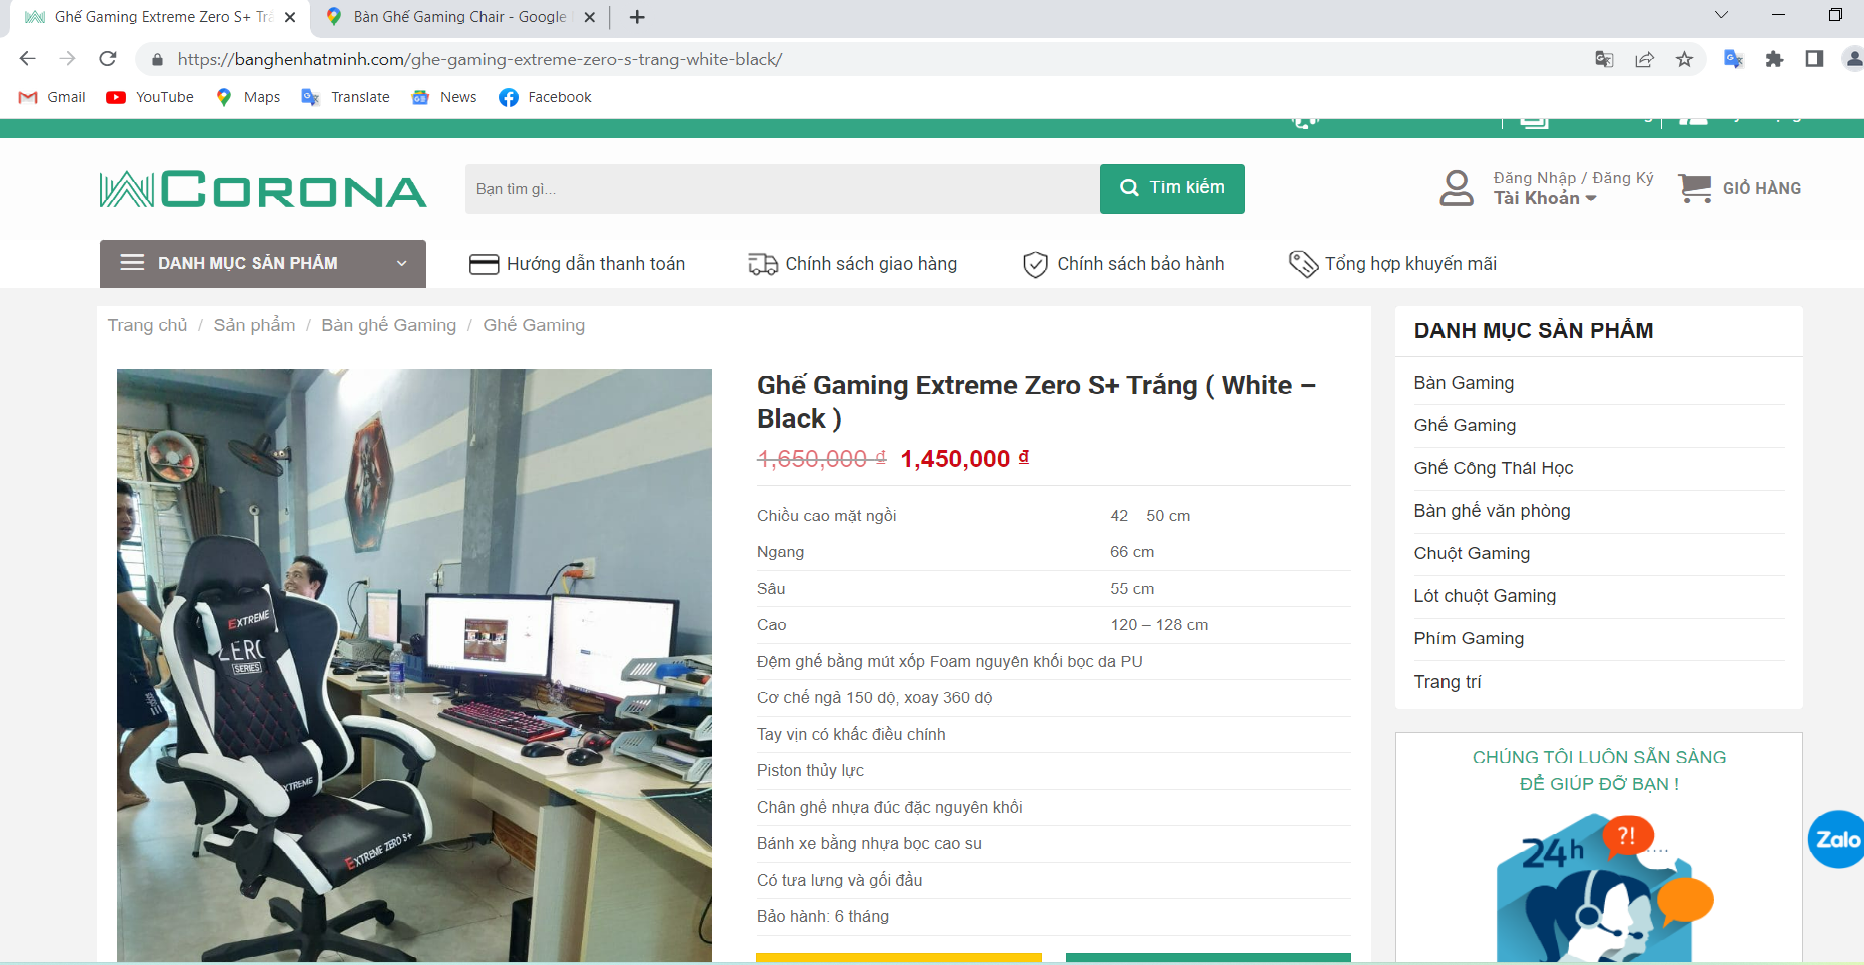 Ghế Gaming Extreme Zero S+ Trắ
Bàn Ghế Gaming Chair - Google
https://banghenhatminh.com/ghe-gaming-extreme-zero-s-trang-white-black/
Gmail
YouTube
Maps
Translate
News
Facebook
CORONA
Bạn tìm gì...
Tìm kiếm
Đăng Nhập / Đăng Ký
Tài Khoản
GIỎ HÀNG
DANH MỤC SẢN PHẨM
Hướng dẫn thanh toán
Chính sách giao hàng
Chính sách bảo hành
Tổng hợp khuyến mãi
Trang chủ / Sản phẩm / Bàn ghế Gaming / Ghế Gaming
Ghế Gaming Extreme Zero S+ Trắng ( White –
Black )
1,650,000 ₫ 1,450,000 ₫
Chiều cao mặt ngồi 42 50 cm
Ngang 66 cm
Sâu 55 cm
Cao 120 – 128 cm
Đệm ghế bằng mút xốp Foam nguyên khối bọc da PU
Cơ chế ngả 150 độ, xoay 360 độ
Tay vịn có khấc điều chỉnh
Piston thủy lực
Chân ghế nhựa đúc đặc nguyên khối
Bánh xe bằng nhựa bọc cao su
Có tựa lưng và gối đầu
Bảo hành: 6 tháng
EXTREME
ZERO
SERIES
EXTREME
EXTREME ZERO S+
DANH MỤC SẢN PHẨM
Bàn Gaming
Ghế Gaming
Ghế Công Thái Học
Bàn ghế văn phòng
Chuột Gaming
Lót chuột Gaming
Phím Gaming
Trang trí
CHÚNG TÔI LUÔN SẴN SÀNG
ĐỂ GIÚP ĐỠ BẠN !
24h
?!
Zalo